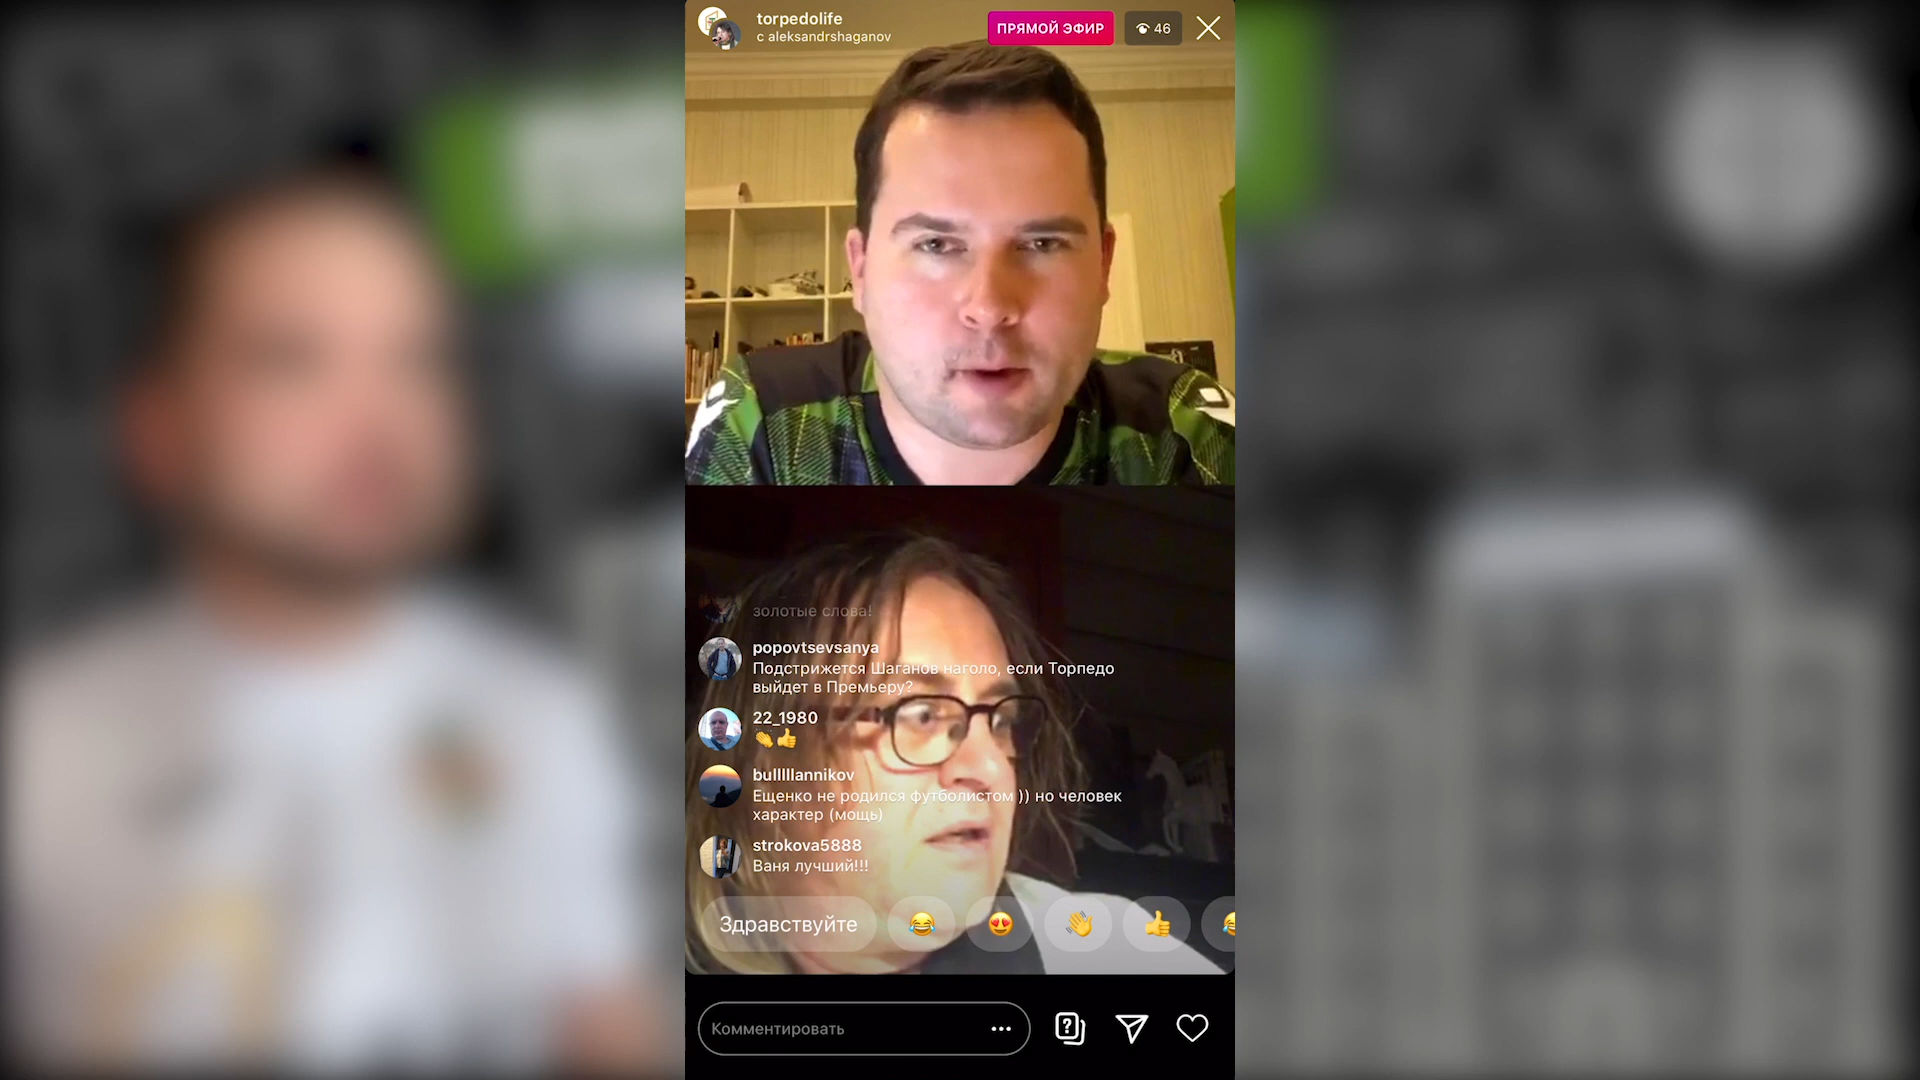 torpedolife
с aleksandrshaganov
ПРЯМОЙ ЭФИР
46
золотые слова!
popovtsevsanya
Подстрижется Шаганов наголо, если Торпедо
выйдет в Премьеру?
22_1980
👏👍
bulllllannikov
Ещенко не родился футболистом )) но человек
характер (мощь)
strokova5888
Ваня лучший!!!
Здравствуйте 😂 😍 👋 👍 😂
Комментировать